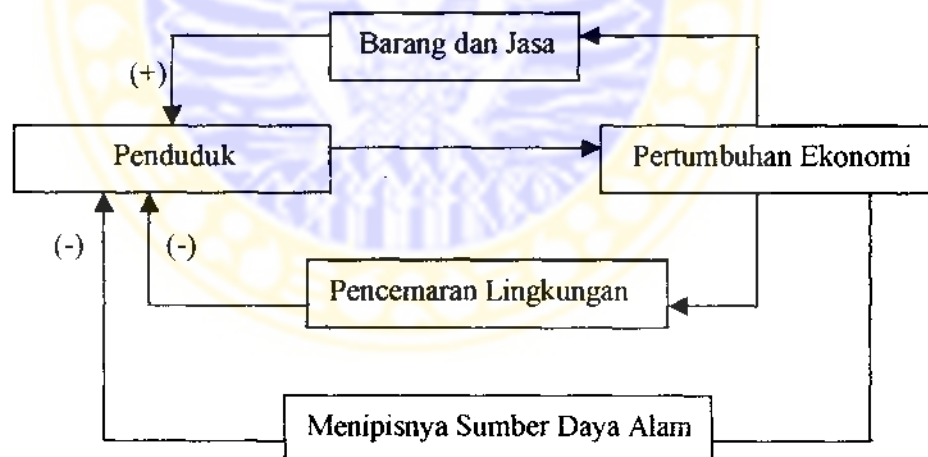 Barang dan Jasa
(+)
Penduduk
Pertumbuhan Ekonomi
(-)
(-)
Pencemaran Lingkungan
Menipisnya Sumber Daya Alam